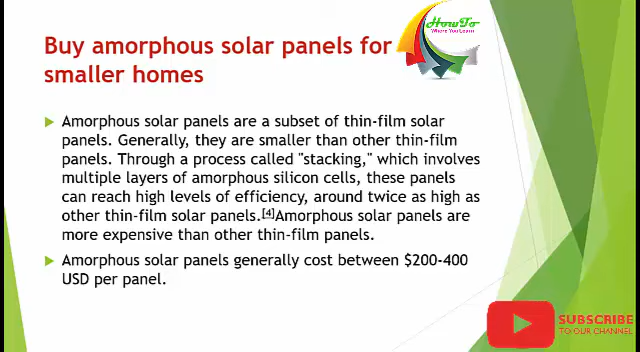 HowTo
Where You Learn
Buy amorphous solar panels for
smaller homes
Amorphous solar panels are a subset of thin-film solar
panels. Generally, they are smaller than other thin-film
panels. Through a process called "stacking," which involves
multiple layers of amorphous silicon cells, these panels
can reach high levels of efficiency, around twice as high as
other thin-film solar panels.[4]Amorphous solar panels are
more expensive than other thin-film panels.
Amorphous solar panels generally cost between $200-400
USD per panel.
SUBSCRIBE
TO OUR CHANNEL